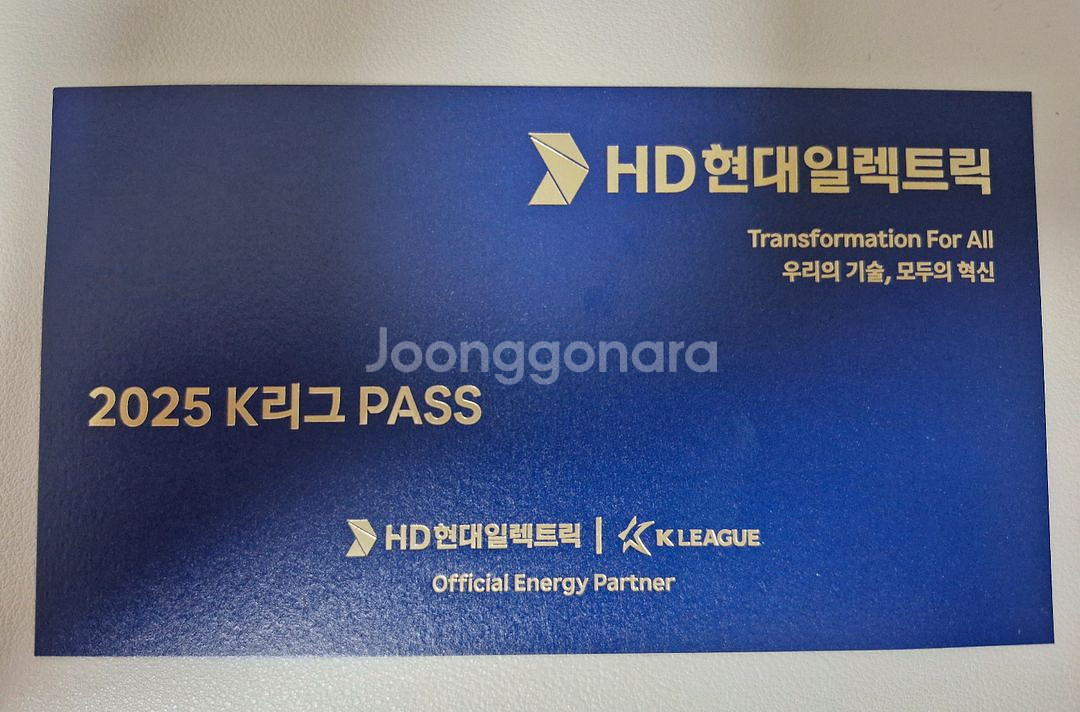 HD현대일렉트릭
Transformation For All
우리의 기술, 모두의 혁신
Joonggonara
2025 K리그 PASS
HD현대일렉트릭 | K LEAGUE
Official Energy Partner